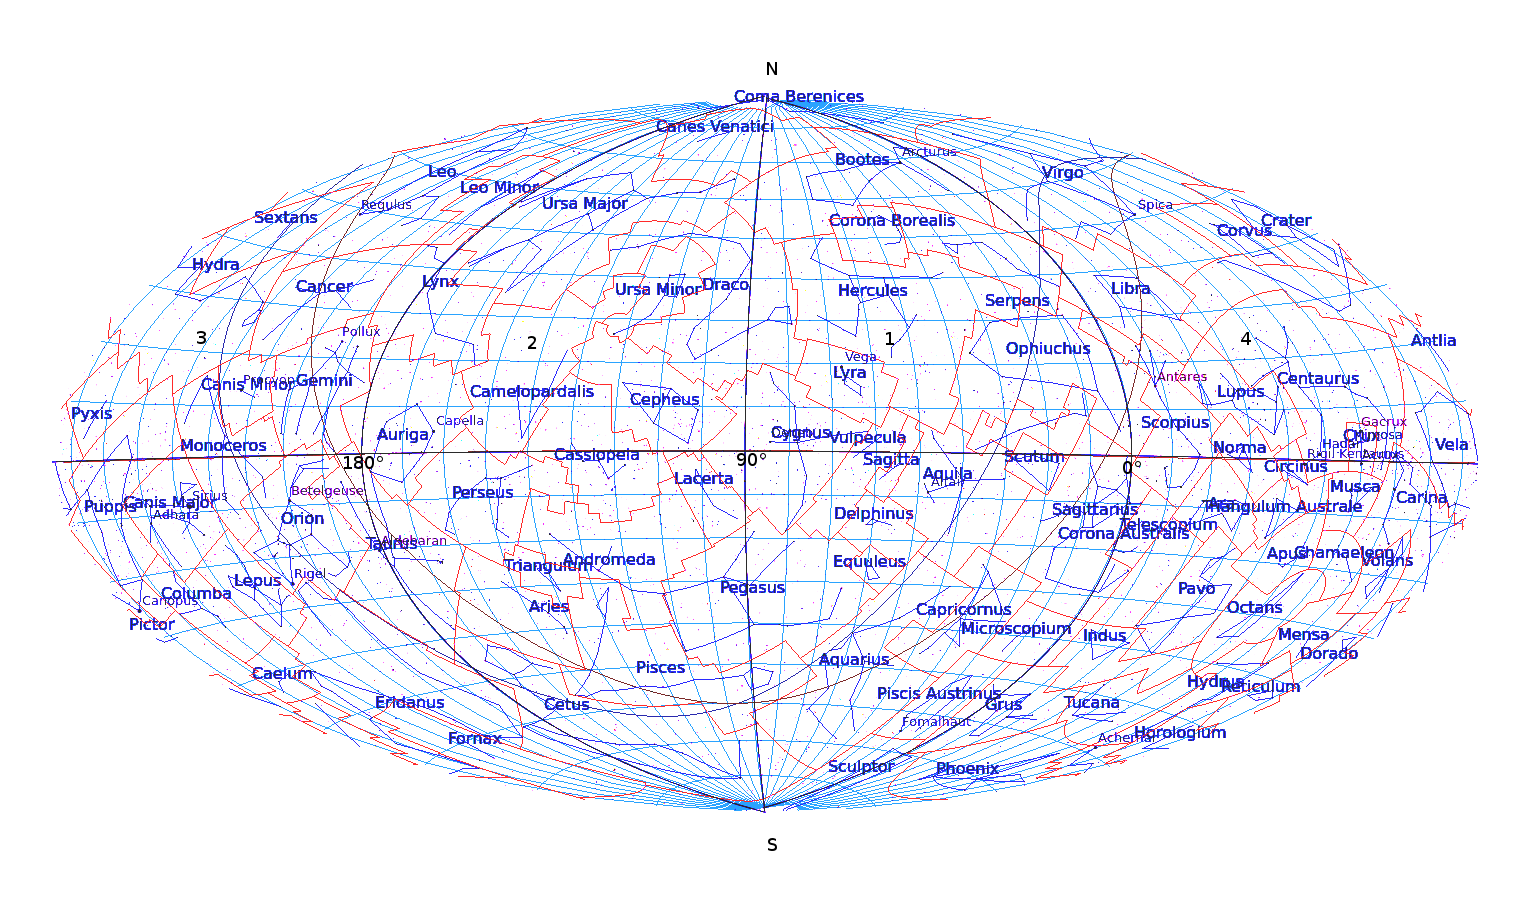 N
Coma Berenices
Canes Venatici
Bootes
Arcturus
Leo
Leo Minor
Virgo
Ursa Major
Regulus
Spica
Sextans
Corona Borealis
Crater
Corvus
Hydra
Lynx
Cancer
Ursa Minor
Draco
Hercules
Serpens
Libra
3
2
1
4
Pollux
Antlia
Ophiuchus
Vega
Lyra
Canis Minor
Procyon
Gemini
Antares
Centaurus
Camelopardalis
Cepheus
Lupus
Pyxis
Capella
Auriga
Scorpius
Gacrux
Crux
Mimosa
Cygnus
Deneb
Vulpecula
Hadar
Monoceros
Norma
Vela
Rigil Kentaurus
Acrux
Cassiopeia
180°
90°
Sagitta
Scutum
0°
Circinus
Lacerta
Aquila
Altair
Betelgeuse
Perseus
Musca
Carina
Puppis
Canis Major
Sirius
Adhara
Orion
Delphinus
Sagittarius
Ara
Triangulum Australe
Telescopium
Corona Australis
Taurus
Aldebaran
Triangulum
Andromeda
Equuleus
Apus
Chamaeleon
Volans
Rigel
Lepus
Columba
Pegasus
Pavo
Canopus
Aries
Capricornus
Octans
Pictor
Microscopium
Indus
Mensa
Dorado
Caelum
Pisces
Aquarius
Hydrus
Reticulum
Eridanus
Cetus
Piscis Austrinus
Grus
Tucana
Fomalhaut
Fornax
Achernar
Horologium
Sculptor
Phoenix
S